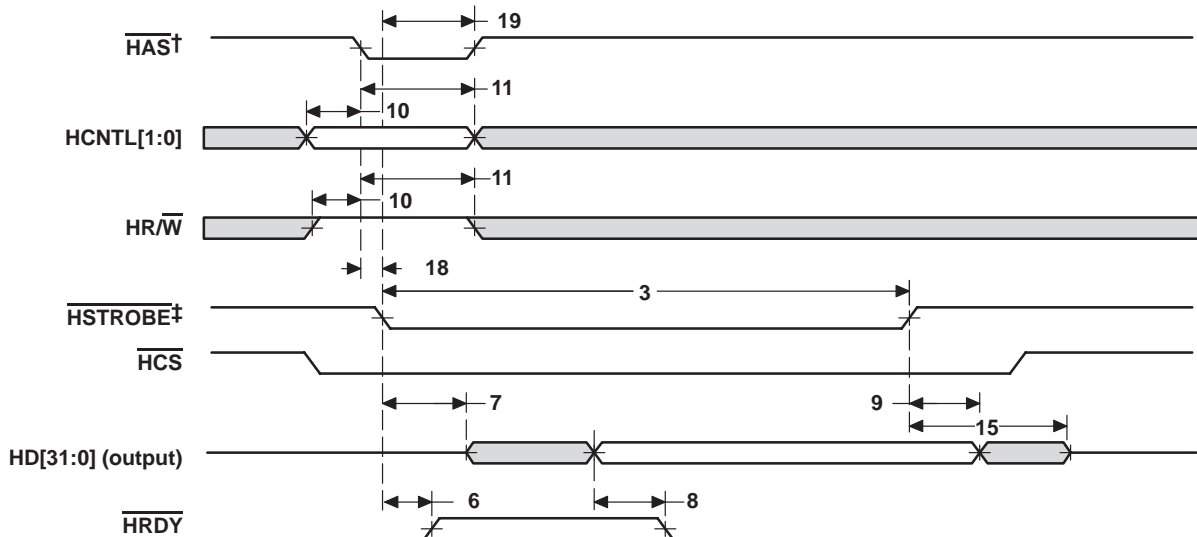 19
HAS†
11
10
HCNTL[1:0]
11
10
HR/W
18
3
HSTROBE‡
HCS
7
9
15
HD[31:0] (output)
6
8
HRDY